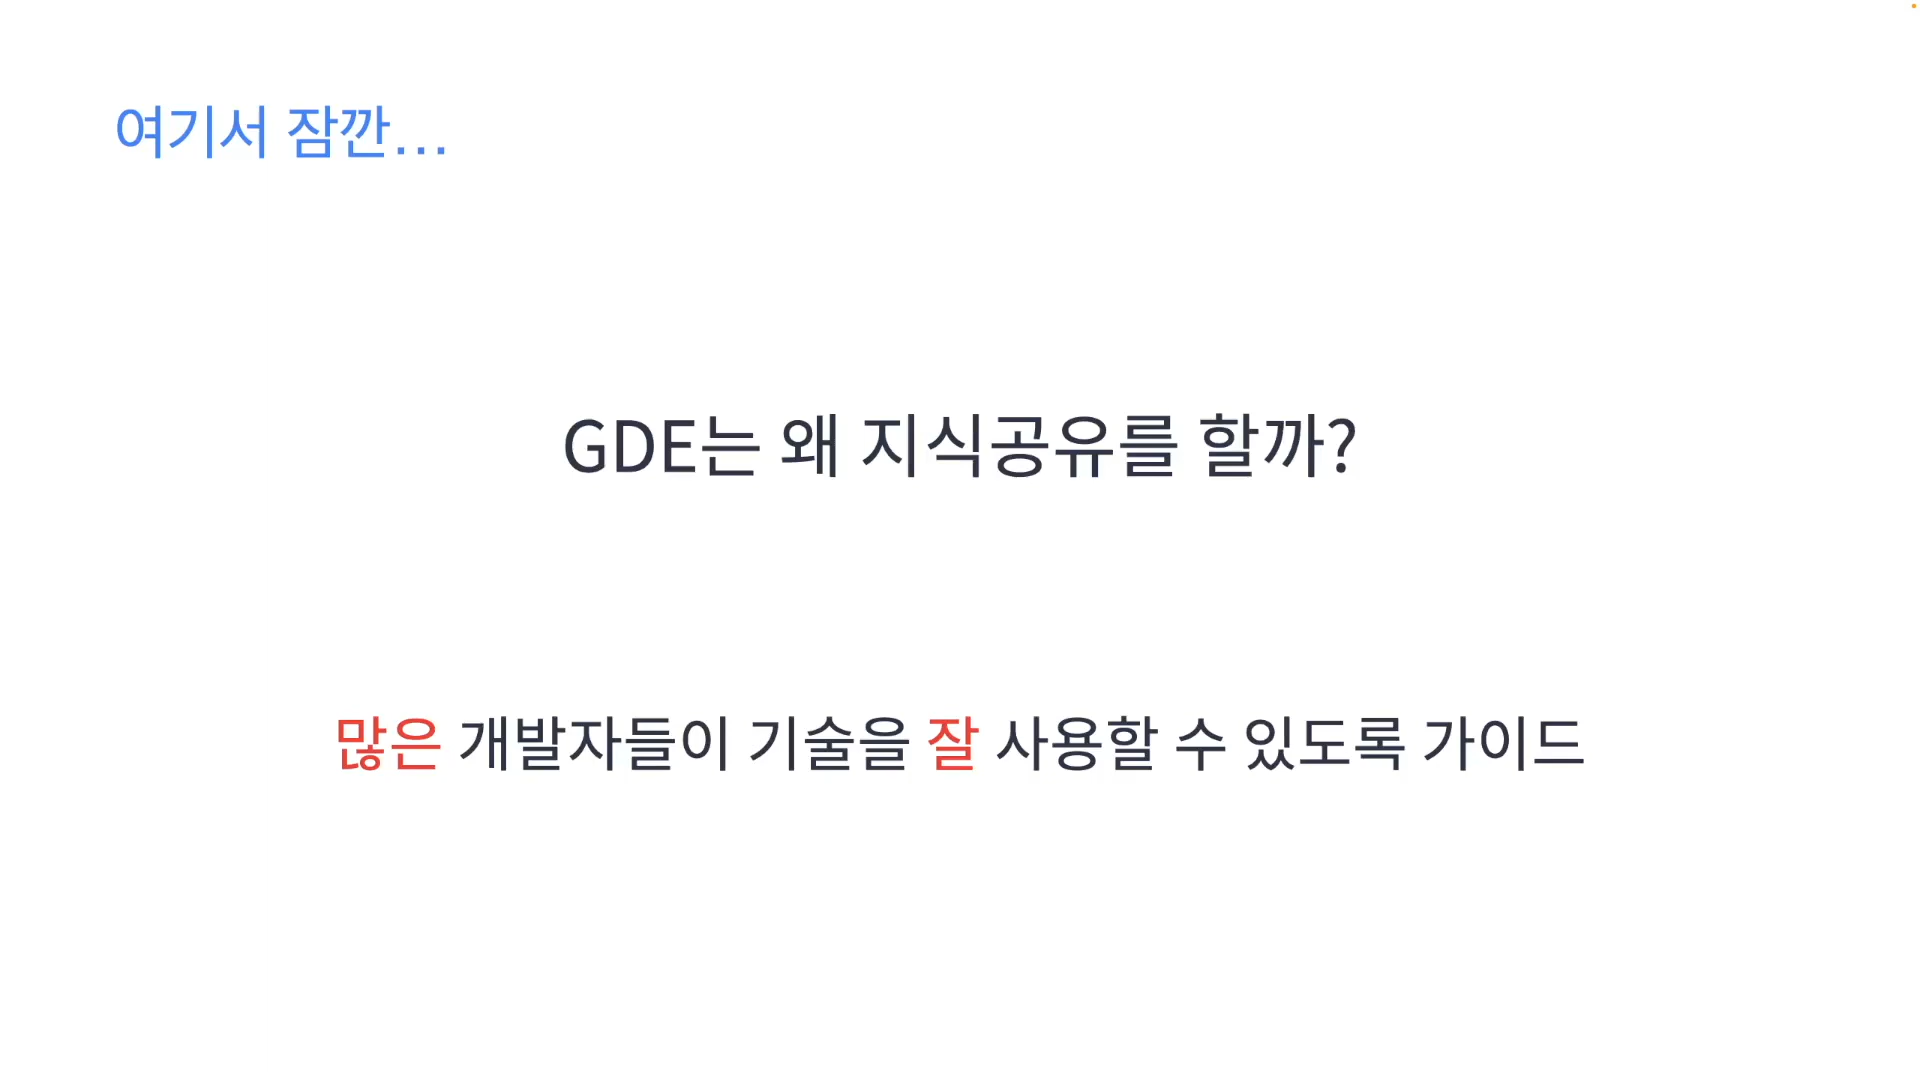 여기서 잠깐...
GDE는 왜 지식공유를 할까?
많은 개발자들이 기술을 잘 사용할 수 있도록 가이드